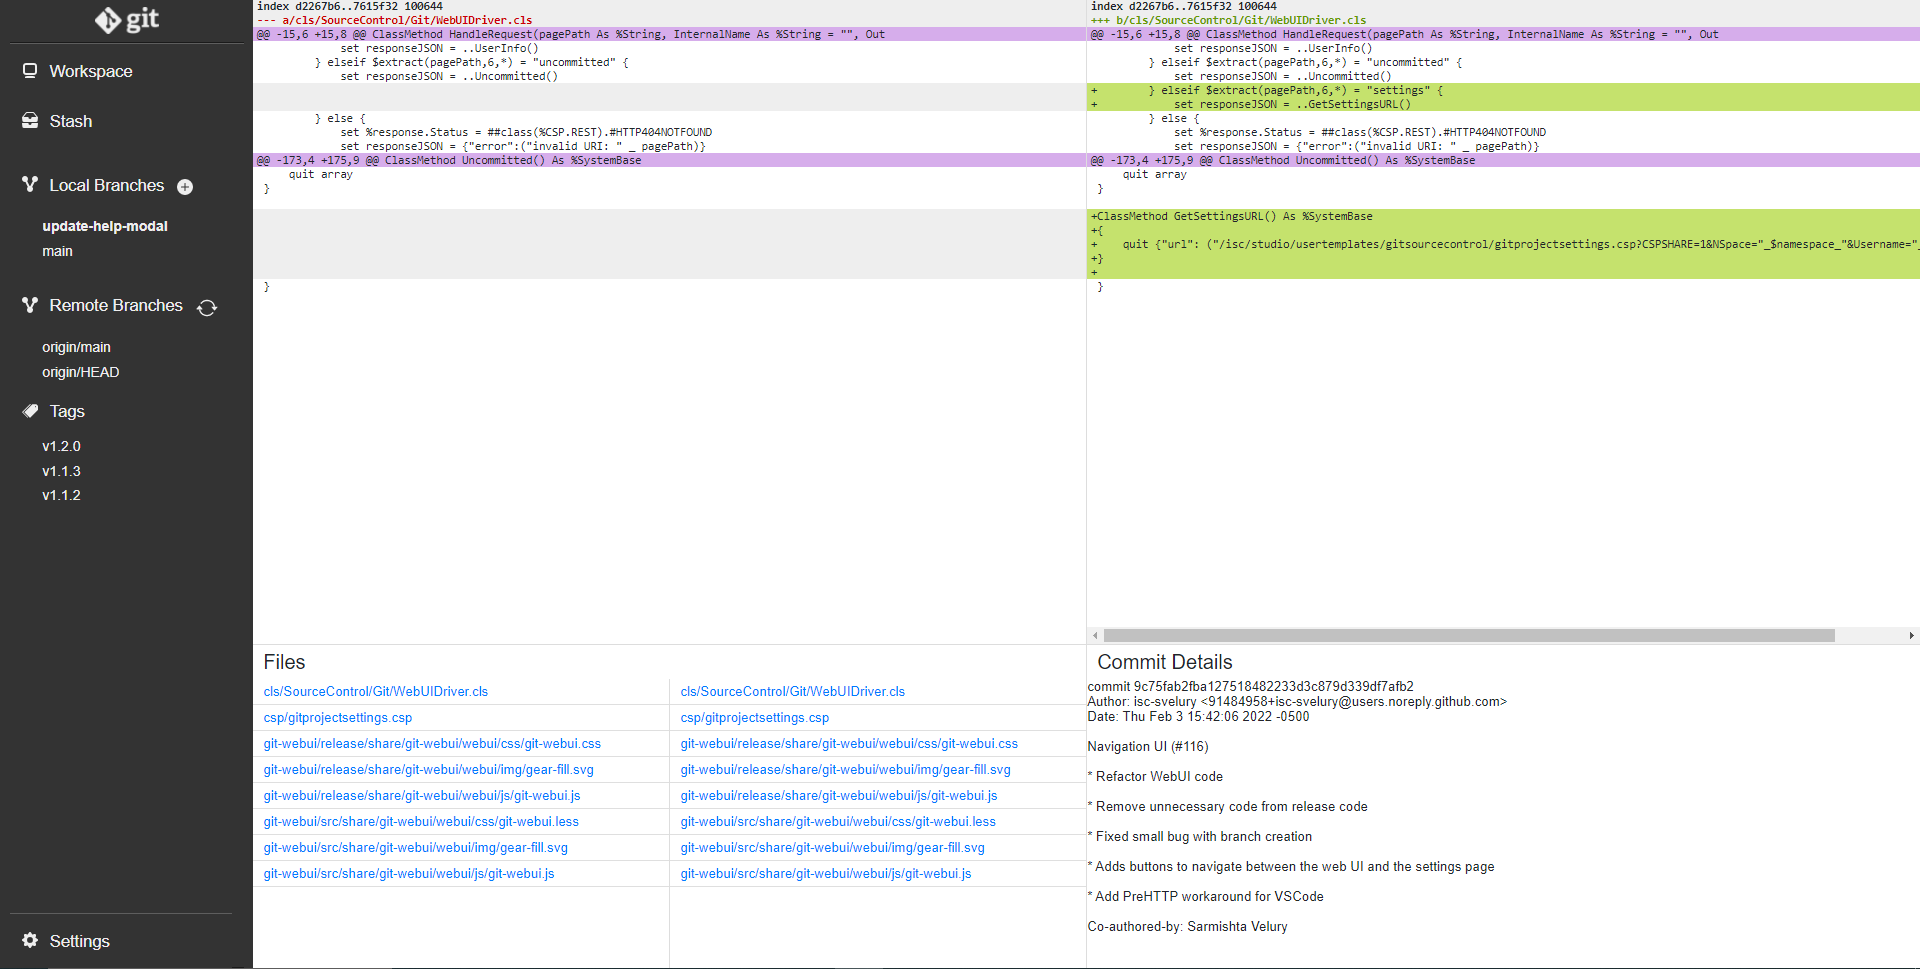 git
Workspace
Stash
Local Branches
update-help-modal
main
Remote Branches
origin/main
origin/HEAD
Tags
v1.2.0
v1.1.3
v1.1.2
Settings
index d2267b6..7615f32 100644
--- a/cls/SourceControl/Git/WebUIDriver.cls
@@ -15,6 +15,8 @@ ClassMethod HandleRequest(pagePath As %String, InternalName As %String = "", Out
set responseJSON = ..UserInfo()
} elseif $extract(pagePath,6,*) = "uncommitted" {
set responseJSON = ..Uncommitted()
} else {
set %response.Status = ##class(%CSP.REST).#HTTP404NOTFOUND
set responseJSON = {"error":("invalid URI: " _ pagePath)}
@@ -173,4 +175,9 @@ ClassMethod Uncommitted() As %SystemBase
quit array
}
}
index d2267b6..7615f32 100644
+++ b/cls/SourceControl/Git/WebUIDriver.cls
@@ -15,6 +15,8 @@ ClassMethod HandleRequest(pagePath As %String, InternalName As %String = "", Out
set responseJSON = ..UserInfo()
} elseif $extract(pagePath,6,*) = "uncommitted" {
set responseJSON = ..Uncommitted()
+ } elseif $extract(pagePath,6,*) = "settings" {
+ set responseJSON = ..GetSettingsURL()
} else {
set %response.Status = ##class(%CSP.REST).#HTTP404NOTFOUND
set responseJSON = {"error":("invalid URI: " _ pagePath)}
@@ -173,4 +175,9 @@ ClassMethod Uncommitted() As %SystemBase
quit array
}
+ClassMethod GetSettingsURL() As %SystemBase
+{
+ quit {"url": ("/isc/studio/usertemplates/gitsourcecontrol/gitprojectsettings.csp?CSPSHARE=1&NSpace="_$namespace_"&Username="_
+}
+
}
Files
cls/SourceControl/Git/WebUIDriver.cls
csp/gitprojectsettings.csp
git-webui/release/share/git-webui/webui/css/git-webui.css
git-webui/release/share/git-webui/webui/img/gear-fill.svg
git-webui/release/share/git-webui/webui/js/git-webui.js
git-webui/src/share/git-webui/webui/css/git-webui.less
git-webui/src/share/git-webui/webui/img/gear-fill.svg
git-webui/src/share/git-webui/webui/js/git-webui.js
cls/SourceControl/Git/WebUIDriver.cls
csp/gitprojectsettings.csp
git-webui/release/share/git-webui/webui/css/git-webui.css
git-webui/release/share/git-webui/webui/img/gear-fill.svg
git-webui/release/share/git-webui/webui/js/git-webui.js
git-webui/src/share/git-webui/webui/css/git-webui.less
git-webui/src/share/git-webui/webui/img/gear-fill.svg
git-webui/src/share/git-webui/webui/js/git-webui.js
Commit Details
commit 9c75fab2fba127518482233d3c879d339df7afb2
Author: isc-svelury <91484958+isc-svelury@users.noreply.github.com>
Date: Thu Feb 3 15:42:06 2022 -0500
Navigation UI (#116)
* Refactor WebUI code
* Remove unnecessary code from release code
* Fixed small bug with branch creation
* Adds buttons to navigate between the web UI and the settings page
* Add PreHTTP workaround for VSCode
Co-authored-by: Sarmishta Velury